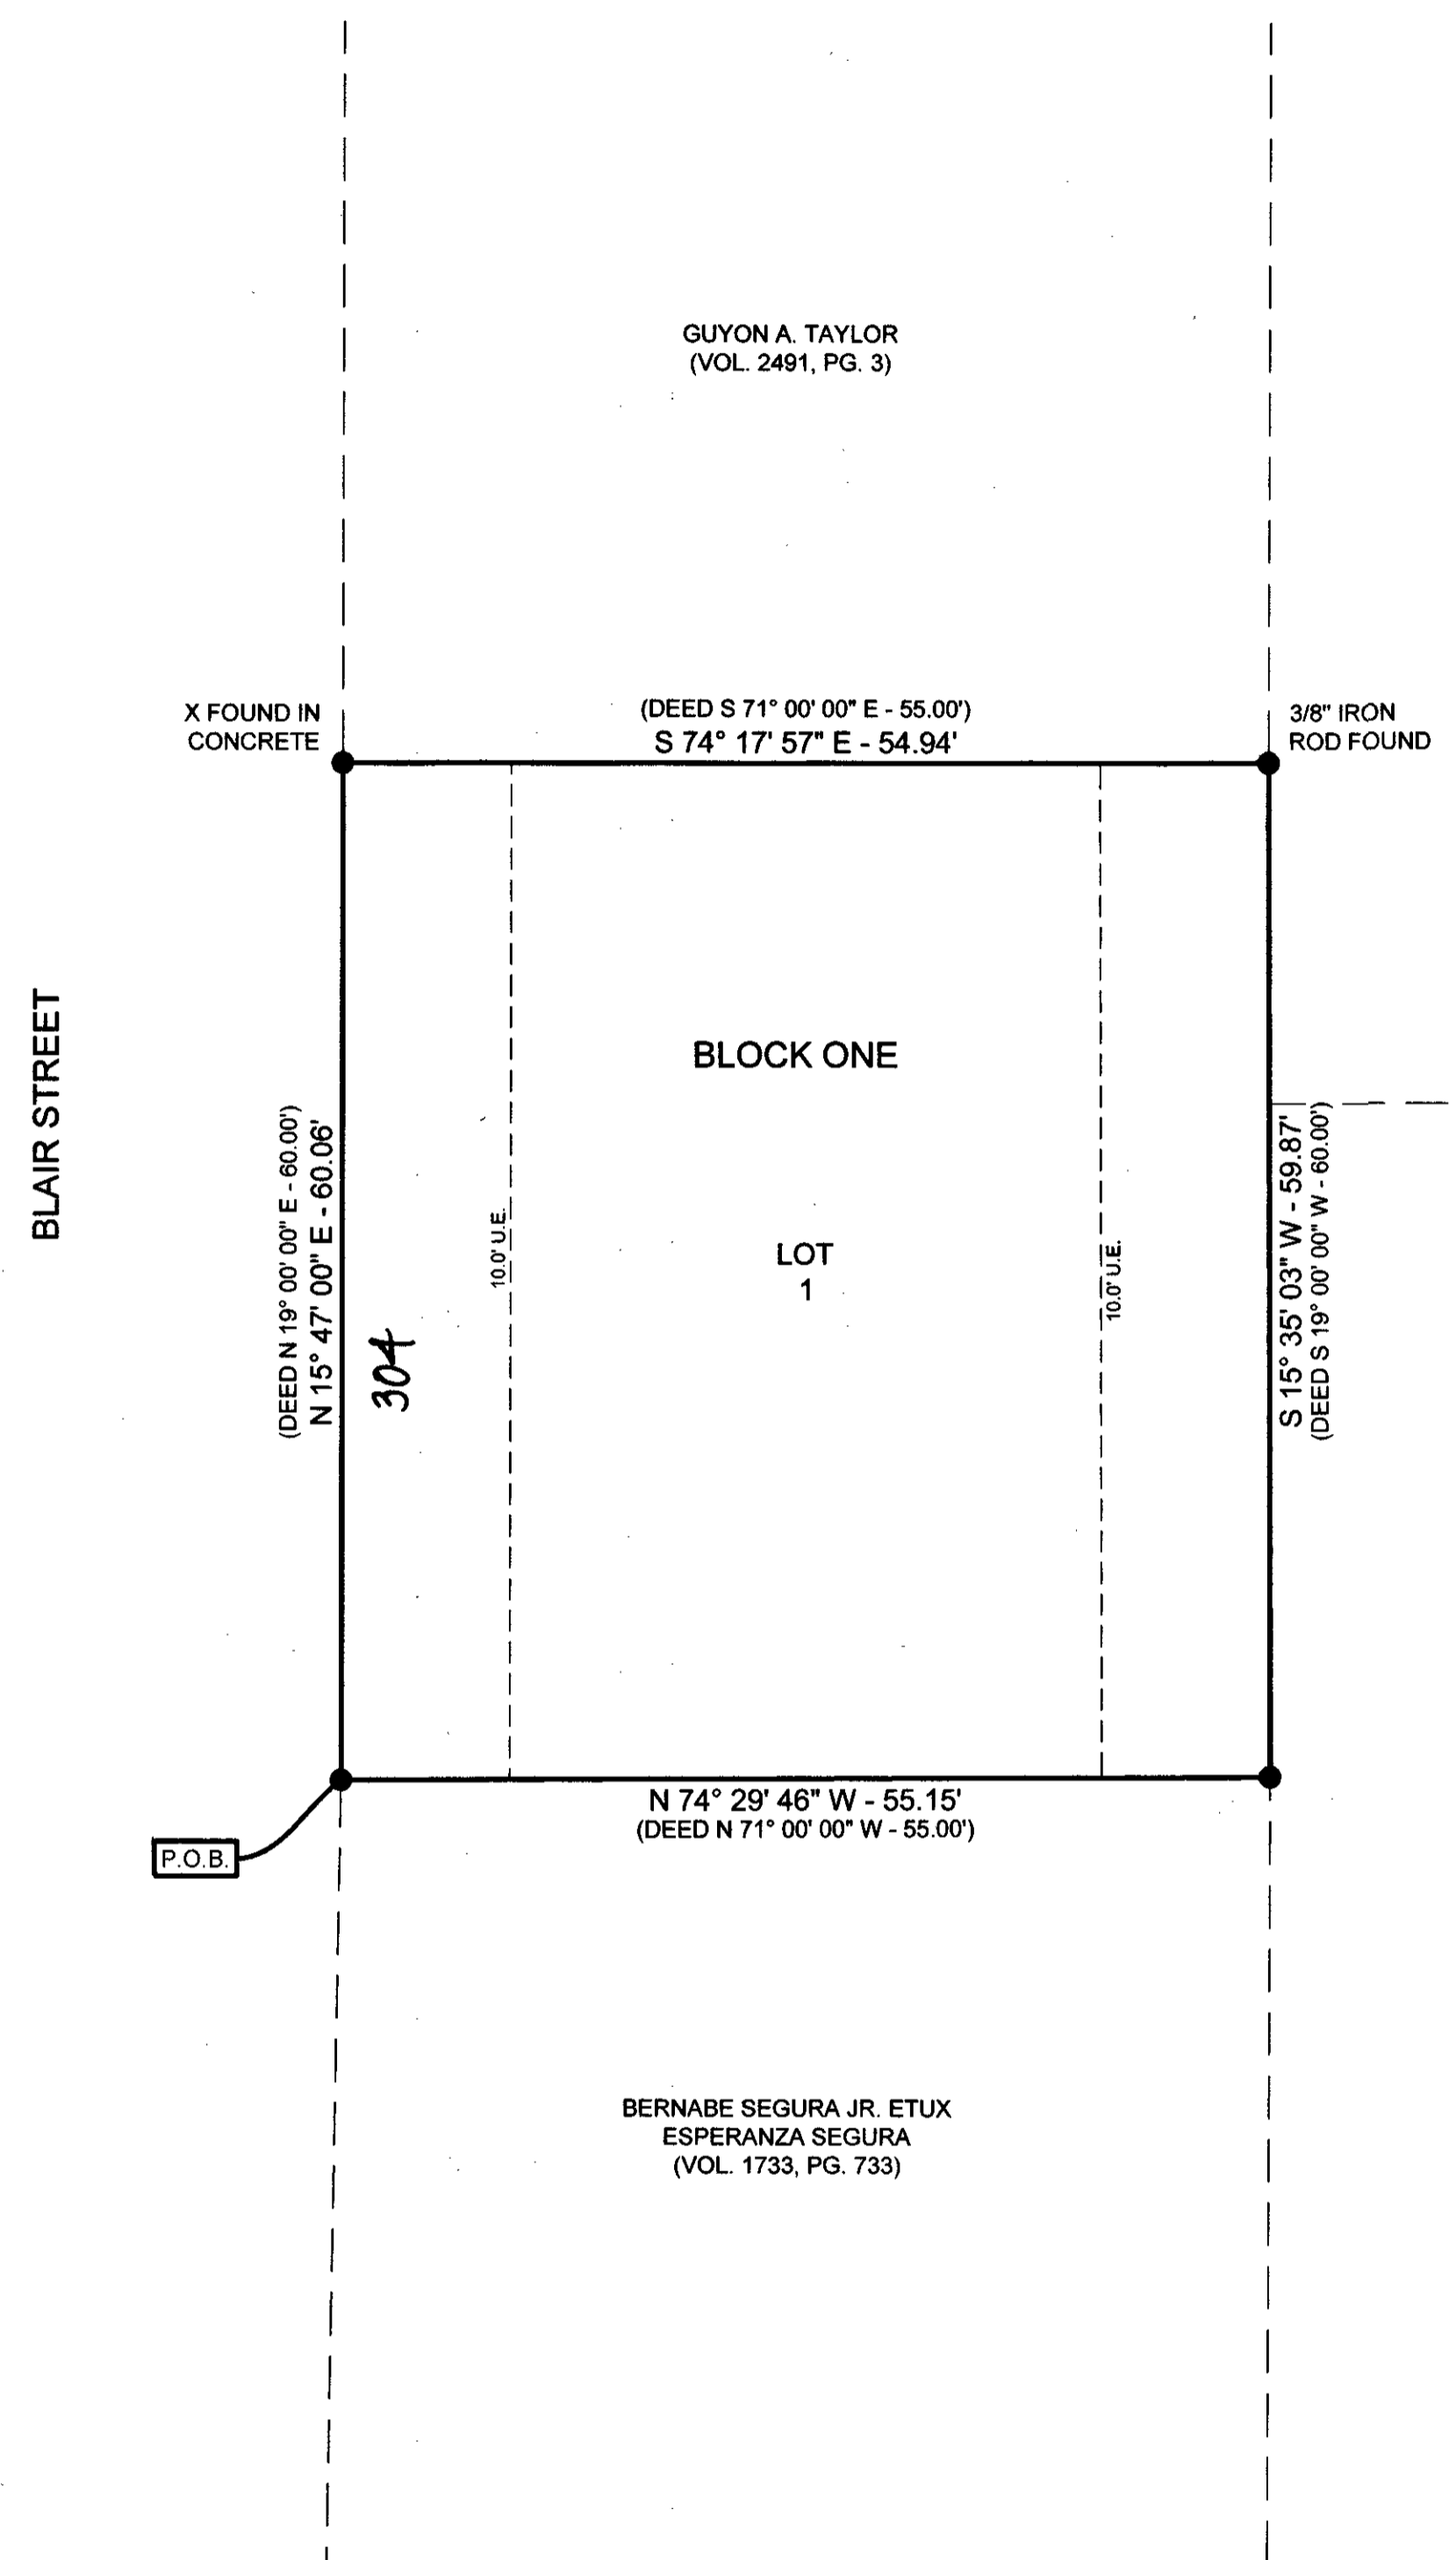 GUYON A. TAYLOR
(VOL. 2491, PG. 3)
X FOUND IN
CONCRETE
(DEED S 71° 00' 00" E - 55.00')
S 74° 17' 57" E - 54.94'
3/8" IRON
ROD FOUND
BLAIR STREET
(DEED N 19° 00' 00" E - 60.00')
N 15° 47' 00" E - 60.06'
304
10.0' U.E.
BLOCK ONE
LOT
1
10.0' U.E.
S 15° 35' 03" W - 59.87'
(DEED S 19° 00' 00" W - 60.00')
N 74° 29' 46" W - 55.15'
(DEED N 71° 00' 00" W - 55.00')
P.O.B.
BERNABE SEGURA JR. ETUX
ESPERANZA SEGURA
(VOL. 1733, PG. 733)